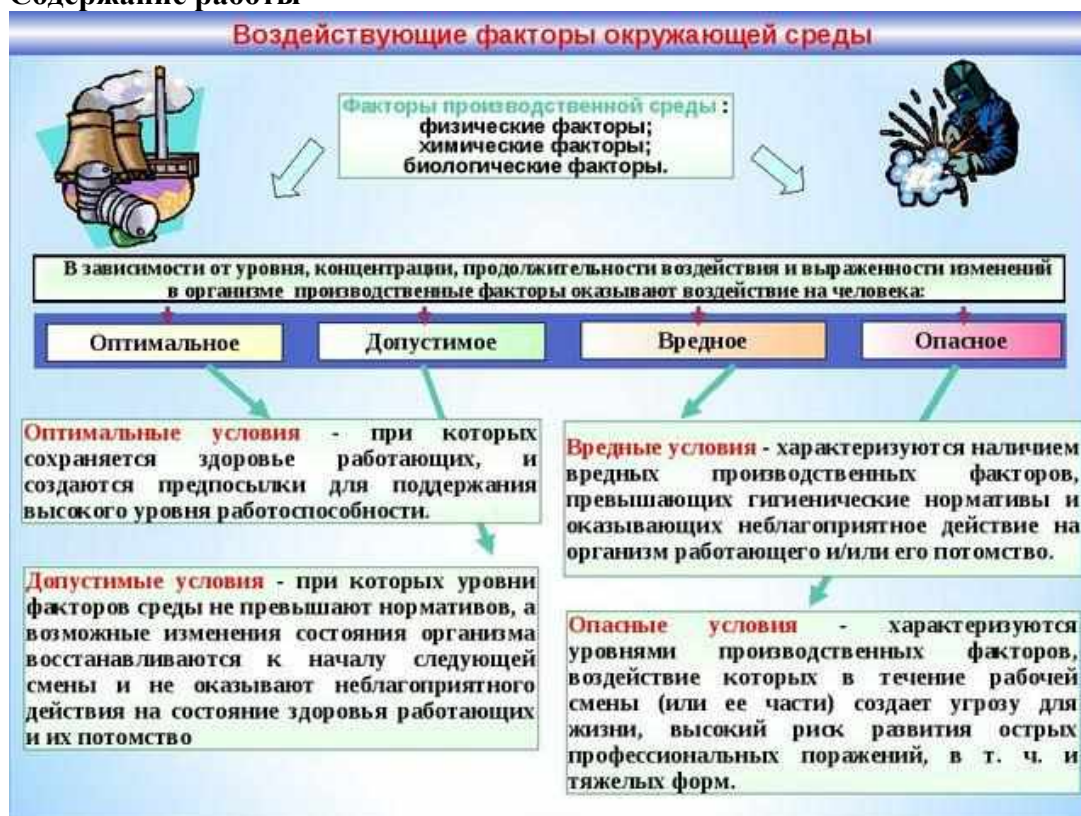 Содержание работы
Воздействующие факторы окружающей среды
Факторы производственной среды :
физические факторы;
химические факторы;
биологические факторы.
В зависимости от уровня, концентрации, продолжительности воздействия и выраженности изменений
в организме производственные факторы оказывают воздействие на человека:
Оптимальное
Допустимое
Вредное
Опасное
Оптимальные условия - при которых
сохраняется здоровье работающих, и
создаются предпосылки для поддержания
высокого уровня работоспособности.
Допустимые условия - при которых уровни
факторов среды не превышают нормативов, а
возможные изменения состояния организма
восстанавливаются к началу следующей
смены и не оказывают неблагоприятного
действия на состояние здоровья работающих
и их потомство
Вредные условия - характеризуются наличием
вредных производственных факторов,
превышающих гигиенические нормативы и
оказывающих неблагоприятное действие на
организм работающего и/или его потомство.
Опасные условия - характеризуются
уровнями производственных факторов,
воздействие которых в течение рабочей
смены (или ее части) создает угрозу для
жизни, высокий риск развития острых
профессиональных поражений, в т. ч. и
тяжелых форм.